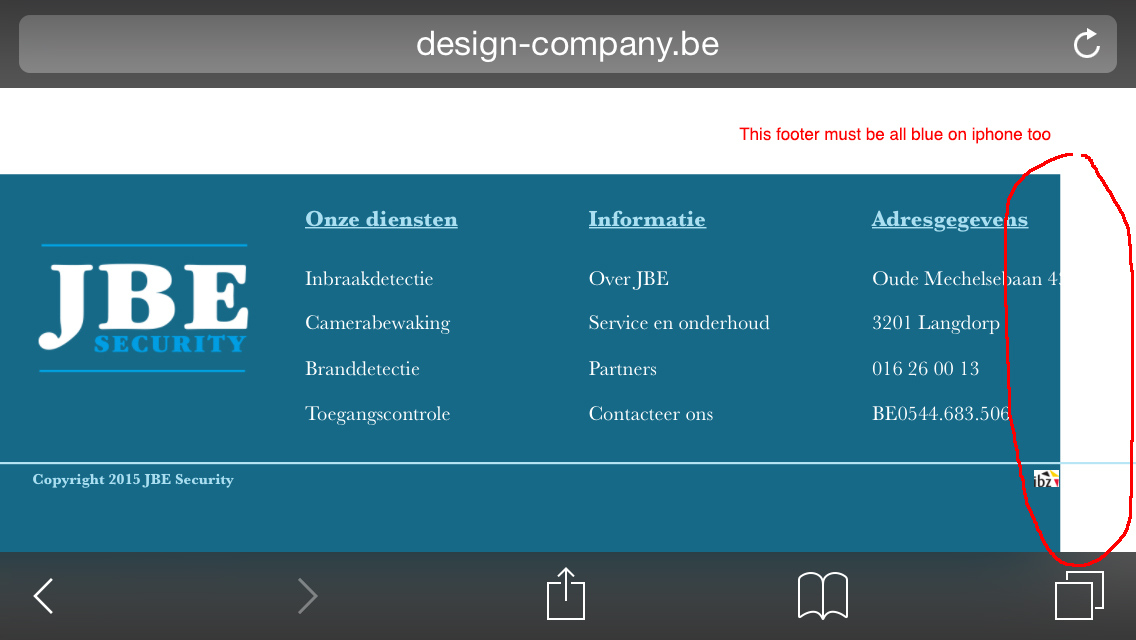 design-company.be
This footer must be all blue on iphone too
Onze diensten
Informatie
Adresgegevens
JBE
SECURITY
Inbraakdetectie
Over JBE
Oude Mechelsebaan
Camerabewaking
Service en onderhoud
3201 Langdorp
Branddetectie
Partners
016 26 00 13
Toegangscontrole
Contacteer ons
BE0544.683.506
Copyright 2015 JBE Security
ibz